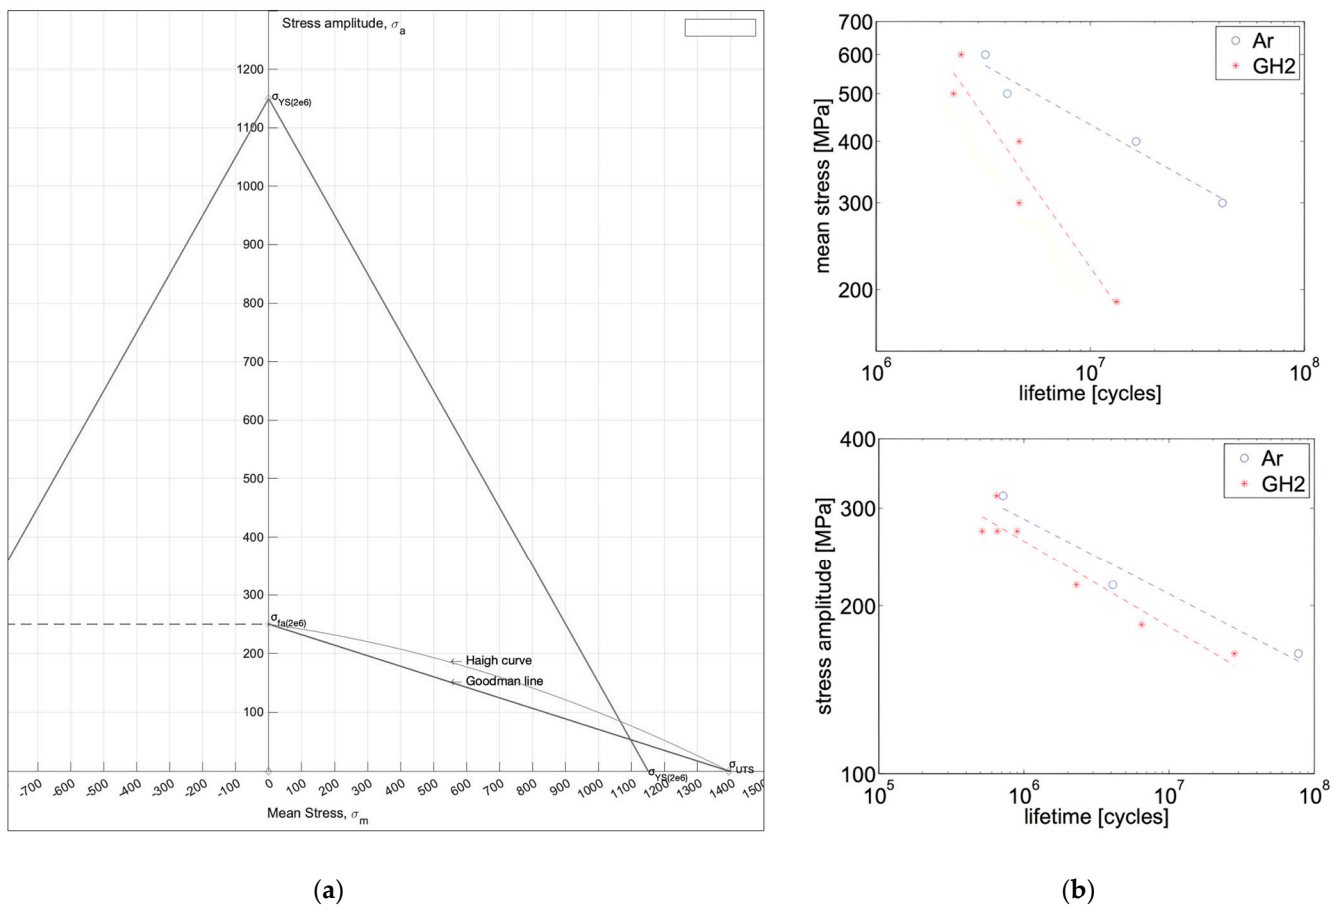 Stress amplitude, σa
1200
σYS(2e6)
1100
1000
900
800
700
600
500
400
300
σfa(2e6)
200
Haigh curve
Goodman line
100
σUTS
σYS(2e6)
-700 -600 -500 -400 -300 -200 -100 0 100 200 300 400 500 600 700 800 900 1000 1100 1200 1300 1400 1500
Mean Stress, σm
(a)
700
600
500
400
300
200
mean stress [MPa]
Ar
GH2
10^6 10^7 10^8
lifetime [cycles]
400
300
200
100
stress amplitude [MPa]
Ar
GH2
10^5 10^6 10^7 10^8
lifetime [cycles]
(b)